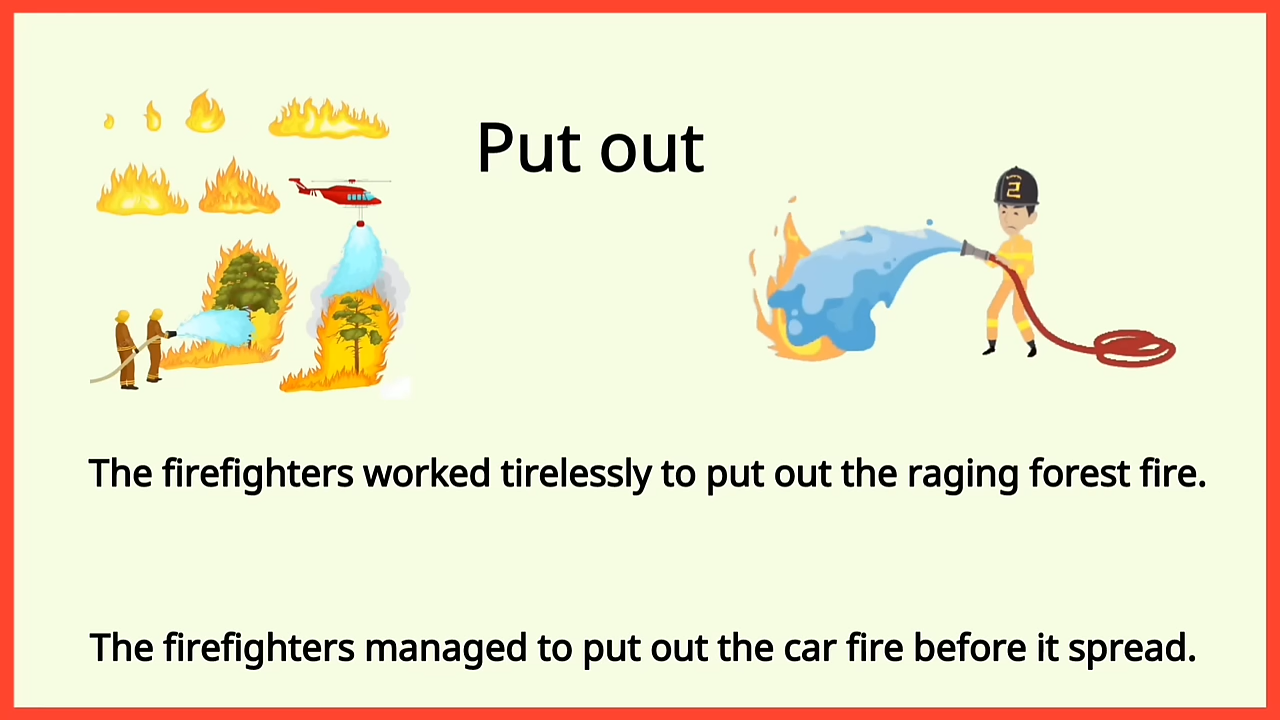 Put out
2
The firefighters worked tirelessly to put out the raging forest fire.
The firefighters managed to put out the car fire before it spread.